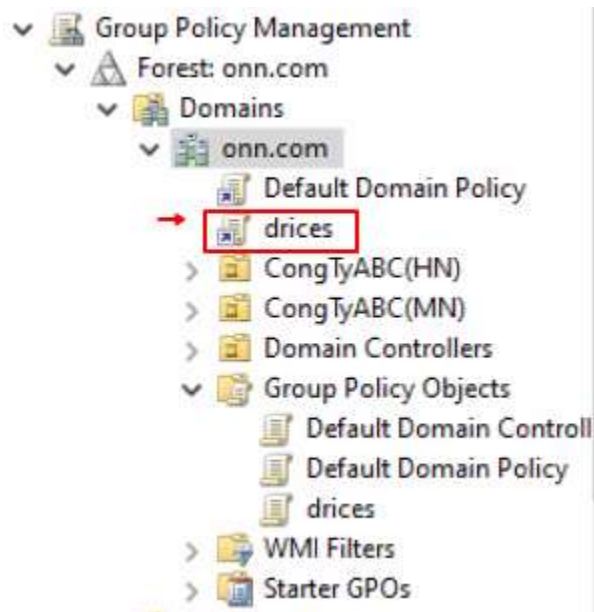 Group Policy Management
Forest: onn.com
Domains
onn.com
Default Domain Policy
drices
CongTyABC(HN)
CongTyABC(MN)
Domain Controllers
Group Policy Objects
Default Domain Controll
Default Domain Policy
drices
WMI Filters
Starter GPOs